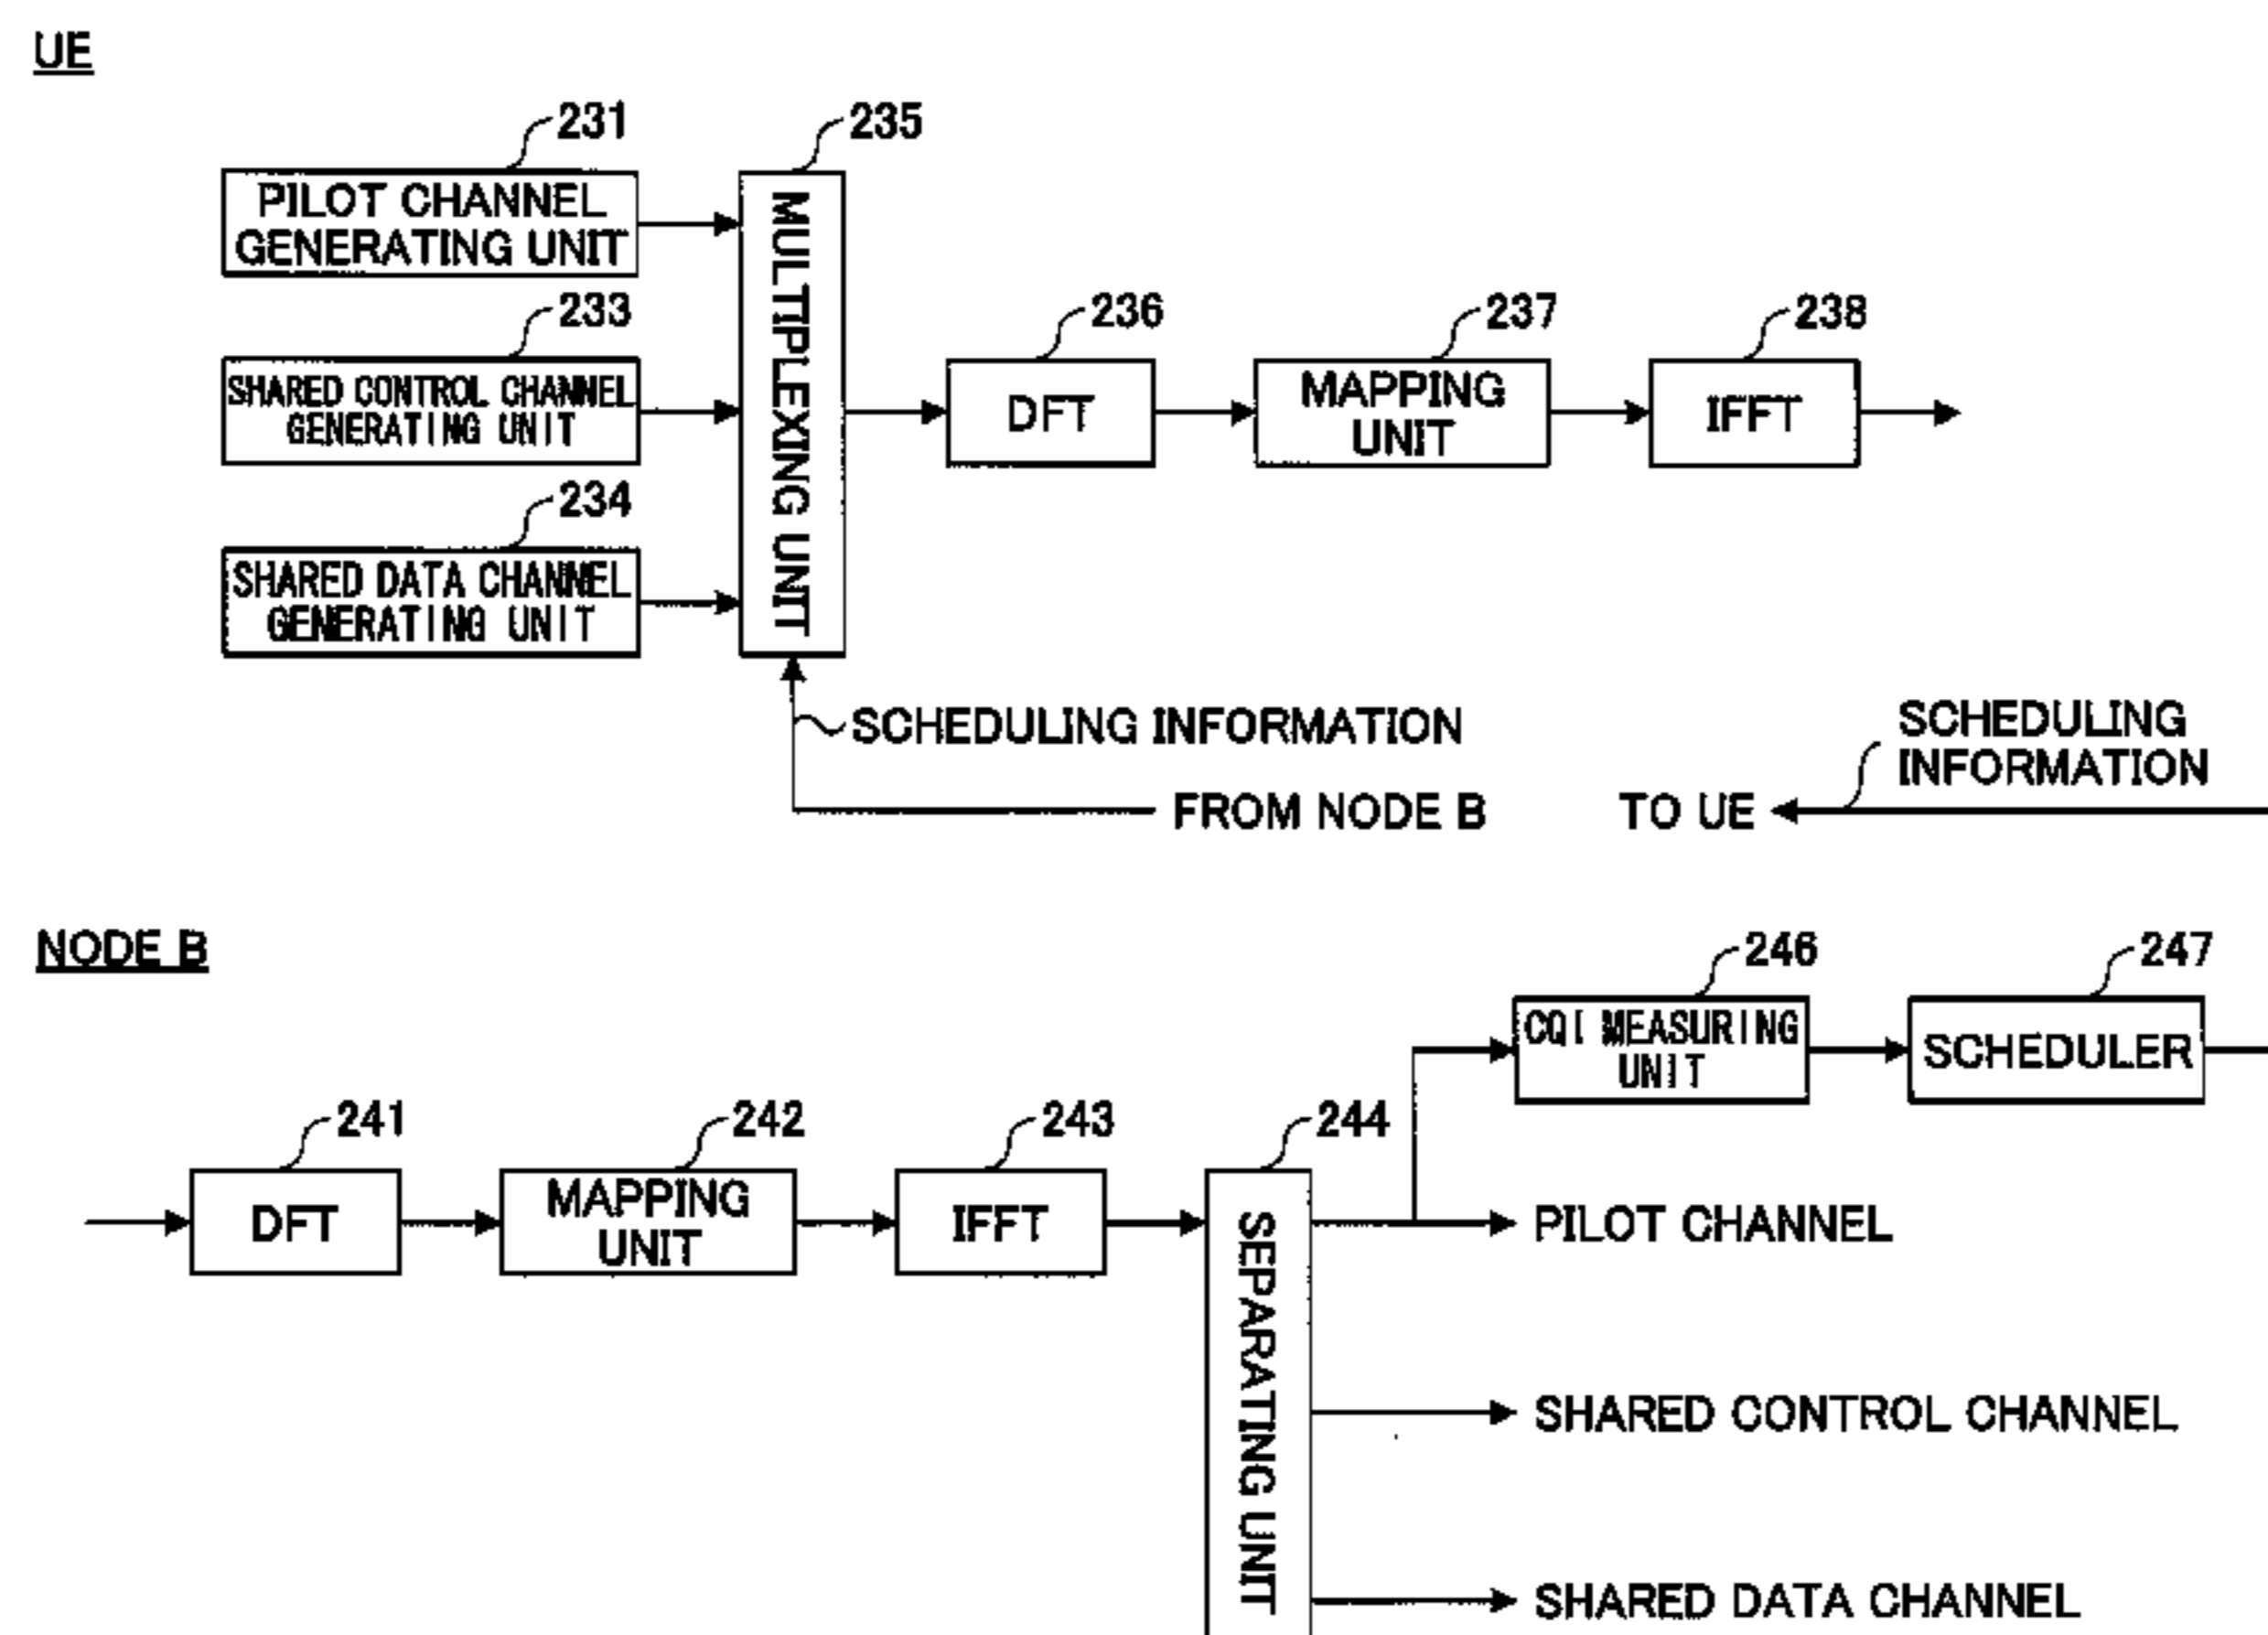 UE
231
235
PILOT CHANNEL
GENERATING UNIT
233
236
237
238
SHARED CONTROL CHANNEL
GENERATING UNIT
MULTIPLEXING UNIT
DFT
MAPPING
UNIT
IFFT
234
SHARED DATA CHANNEL
GENERATING UNIT
SCHEDULING INFORMATION
FROM NODE B
SCHEDULING
INFORMATION
TO UE
NODE B
246
247
CQI MEASURING
UNIT
SCHEDULER
241
242
243
244
DFT
MAPPING
UNIT
IFFT
SEPARATING UNIT
PILOT CHANNEL
SHARED CONTROL CHANNEL
SHARED DATA CHANNEL